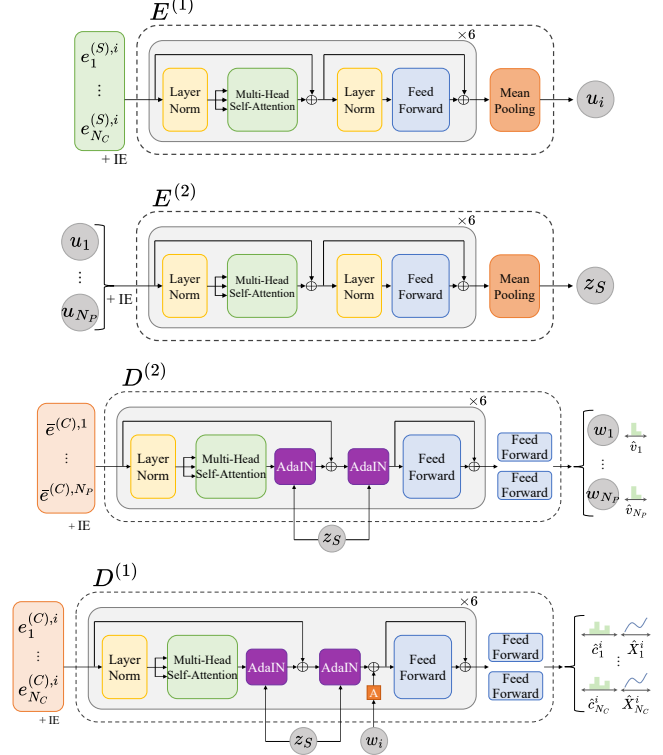 E^(1)
×6
e_1^{(S),i}
⋮
e_{N_C}^{(S),i}
+ IE
Layer Norm
Multi-Head Self-Attention
Layer Norm
Feed Forward
Mean Pooling
u_i
E^(2)
×6
u_1
⋮
u_{N_P}
+ IE
Layer Norm
Multi-Head Self-Attention
Layer Norm
Feed Forward
Mean Pooling
z_S
D^(2)
×6
ē^{(C),1}
⋮
ē^{(C),N_P}
+ IE
Layer Norm
Multi-Head Self-Attention
AdaIN
AdaIN
Feed Forward
Feed Forward
Feed Forward
w_1
v̂_1
⋮
w_{N_P}
v̂_{N_P}
z_S
D^(1)
×6
e_1^{(C),i}
⋮
e_{N_C}^{(C),i}
+ IE
Layer Norm
Multi-Head Self-Attention
AdaIN
AdaIN
A
Feed Forward
Feed Forward
Feed Forward
ĉ_1^i
X̂_1^i
⋮
ĉ_{N_C}^i
X̂_{N_C}^i
z_S
w_i